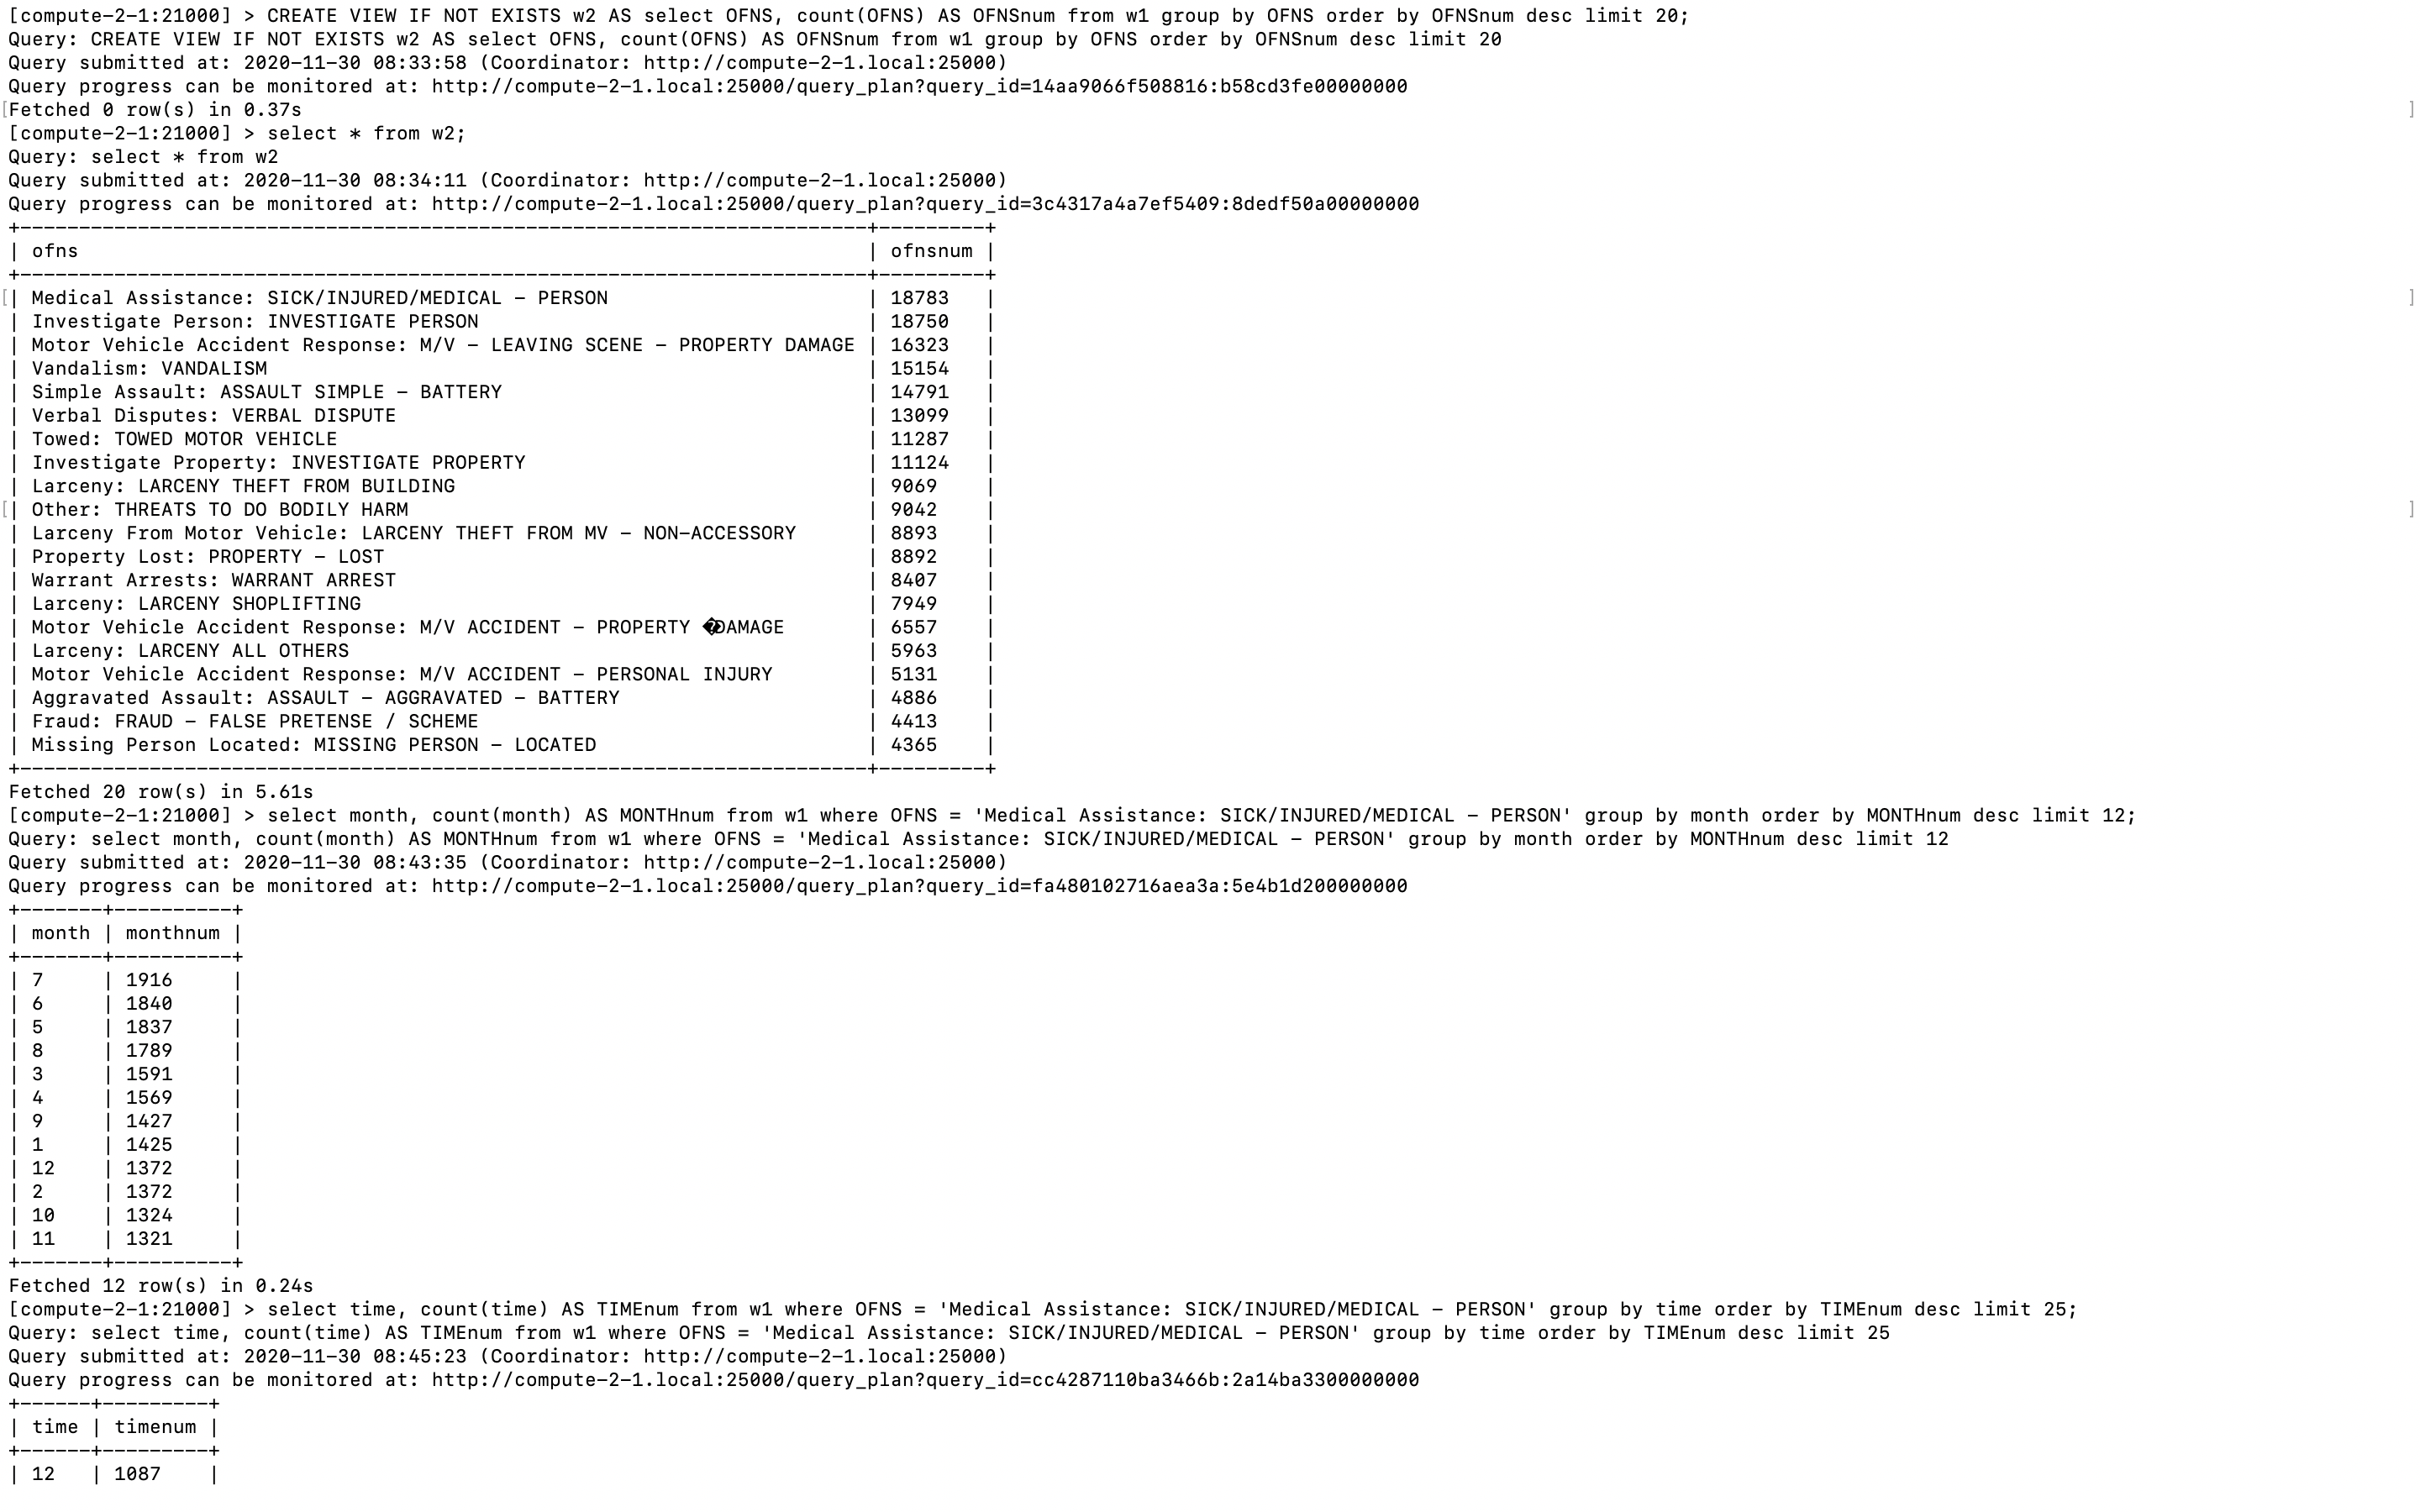 [compute-2-1:21000] > CREATE VIEW IF NOT EXISTS w2 AS select OFNS, count(OFNS) AS OFNSnum from w1 group by OFNS order by OFNSnum desc limit 20;
Query: CREATE VIEW IF NOT EXISTS w2 AS select OFNS, count(OFNS) AS OFNSnum from w1 group by OFNS order by OFNSnum desc limit 20
Query submitted at: 2020-11-30 08:33:58 (Coordinator: http://compute-2-1.local:25000)
Query progress can be monitored at: http://compute-2-1.local:25000/query_plan?query_id=14aa9066f508816:b58cd3fe00000000
Fetched 0 row(s) in 0.37s
[compute-2-1:21000] > select * from w2;
Query: select * from w2
Query submitted at: 2020-11-30 08:34:11 (Coordinator: http://compute-2-1.local:25000)
Query progress can be monitored at: http://compute-2-1.local:25000/query_plan?query_id=3c4317a4a7ef5409:8dedf50a00000000
+------------------------------------------------------------------------+---------+
| ofns | ofnsnum |
+------------------------------------------------------------------------+---------+
| Medical Assistance: SICK/INJURED/MEDICAL - PERSON | 18783 |
| Investigate Person: INVESTIGATE PERSON | 18750 |
| Motor Vehicle Accident Response: M/V - LEAVING SCENE - PROPERTY DAMAGE | 16323 |
| Vandalism: VANDALISM | 15154 |
| Simple Assault: ASSAULT SIMPLE - BATTERY | 14791 |
| Verbal Disputes: VERBAL DISPUTE | 13099 |
| Towed: TOWED MOTOR VEHICLE | 11287 |
| Investigate Property: INVESTIGATE PROPERTY | 11124 |
| Larceny: LARCENY THEFT FROM BUILDING | 9069 |
| Other: THREATS TO DO BODILY HARM | 9042 |
| Larceny From Motor Vehicle: LARCENY THEFT FROM MV - NON-ACCESSORY | 8893 |
| Property Lost: PROPERTY - LOST | 8892 |
| Warrant Arrests: WARRANT ARREST | 8407 |
| Larceny: LARCENY SHOPLIFTING | 7949 |
| Motor Vehicle Accident Response: M/V ACCIDENT - PROPERTY �DAMAGE | 6557 |
| Larceny: LARCENY ALL OTHERS | 5963 |
| Motor Vehicle Accident Response: M/V ACCIDENT - PERSONAL INJURY | 5131 |
| Aggravated Assault: ASSAULT - AGGRAVATED - BATTERY | 4886 |
| Fraud: FRAUD - FALSE PRETENSE / SCHEME | 4413 |
| Missing Person Located: MISSING PERSON - LOCATED | 4365 |
+------------------------------------------------------------------------+---------+
Fetched 20 row(s) in 5.61s
[compute-2-1:21000] > select month, count(month) AS MONTHnum from w1 where OFNS = 'Medical Assistance: SICK/INJURED/MEDICAL - PERSON' group by month order by MONTHnum desc limit 12;
Query: select month, count(month) AS MONTHnum from w1 where OFNS = 'Medical Assistance: SICK/INJURED/MEDICAL - PERSON' group by month order by MONTHnum desc limit 12
Query submitted at: 2020-11-30 08:43:35 (Coordinator: http://compute-2-1.local:25000)
Query progress can be monitored at: http://compute-2-1.local:25000/query_plan?query_id=fa480102716aea3a:5e4b1d200000000
+-------+----------+
| month | monthnum |
+-------+----------+
| 7 | 1916 |
| 6 | 1840 |
| 5 | 1837 |
| 8 | 1789 |
| 3 | 1591 |
| 4 | 1569 |
| 9 | 1427 |
| 1 | 1425 |
| 12 | 1372 |
| 2 | 1372 |
| 10 | 1324 |
| 11 | 1321 |
+-------+----------+
Fetched 12 row(s) in 0.24s
[compute-2-1:21000] > select time, count(time) AS TIMEnum from w1 where OFNS = 'Medical Assistance: SICK/INJURED/MEDICAL - PERSON' group by time order by TIMEnum desc limit 25;
Query: select time, count(time) AS TIMEnum from w1 where OFNS = 'Medical Assistance: SICK/INJURED/MEDICAL - PERSON' group by time order by TIMEnum desc limit 25
Query submitted at: 2020-11-30 08:45:23 (Coordinator: http://compute-2-1.local:25000)
Query progress can be monitored at: http://compute-2-1.local:25000/query_plan?query_id=cc4287110ba3466b:2a14ba3300000000
+------+---------+
| time | timenum |
+------+---------+
| 12 | 1087 |